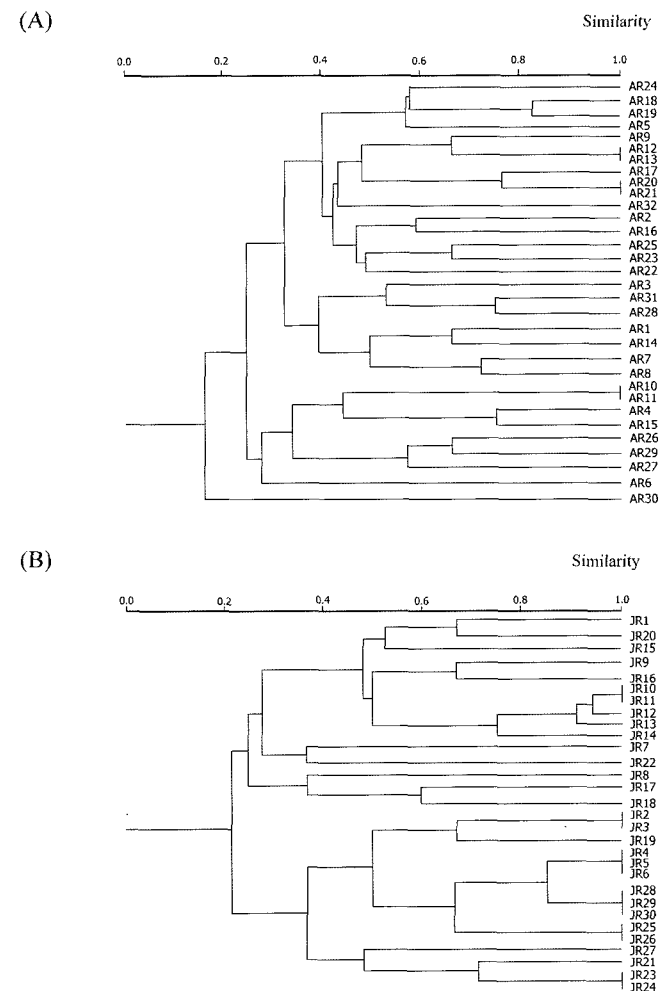 (A)
Similarity
0.0 0.2 0.4 0.6 0.8 1.0
AR24
AR18
AR19
AR5
AR9
AR12
AR13
AR17
AR20
AR21
AR32
AR2
AR16
AR25
AR23
AR22
AR3
AR31
AR28
AR1
AR14
AR7
AR8
AR10
AR11
AR4
AR15
AR26
AR29
AR27
AR6
AR30
(B)
Similarity
0.0 0.2 0.4 0.6 0.8 1.0
JR1
JR20
JR15
JR9
JR16
JR10
JR11
JR12
JR13
JR14
JR7
JR22
JR8
JR17
JR18
JR2
JR3
JR19
JR4
JR5
JR6
JR28
JR29
JR30
JR25
JR26
JR27
JR21
JR23
JR24